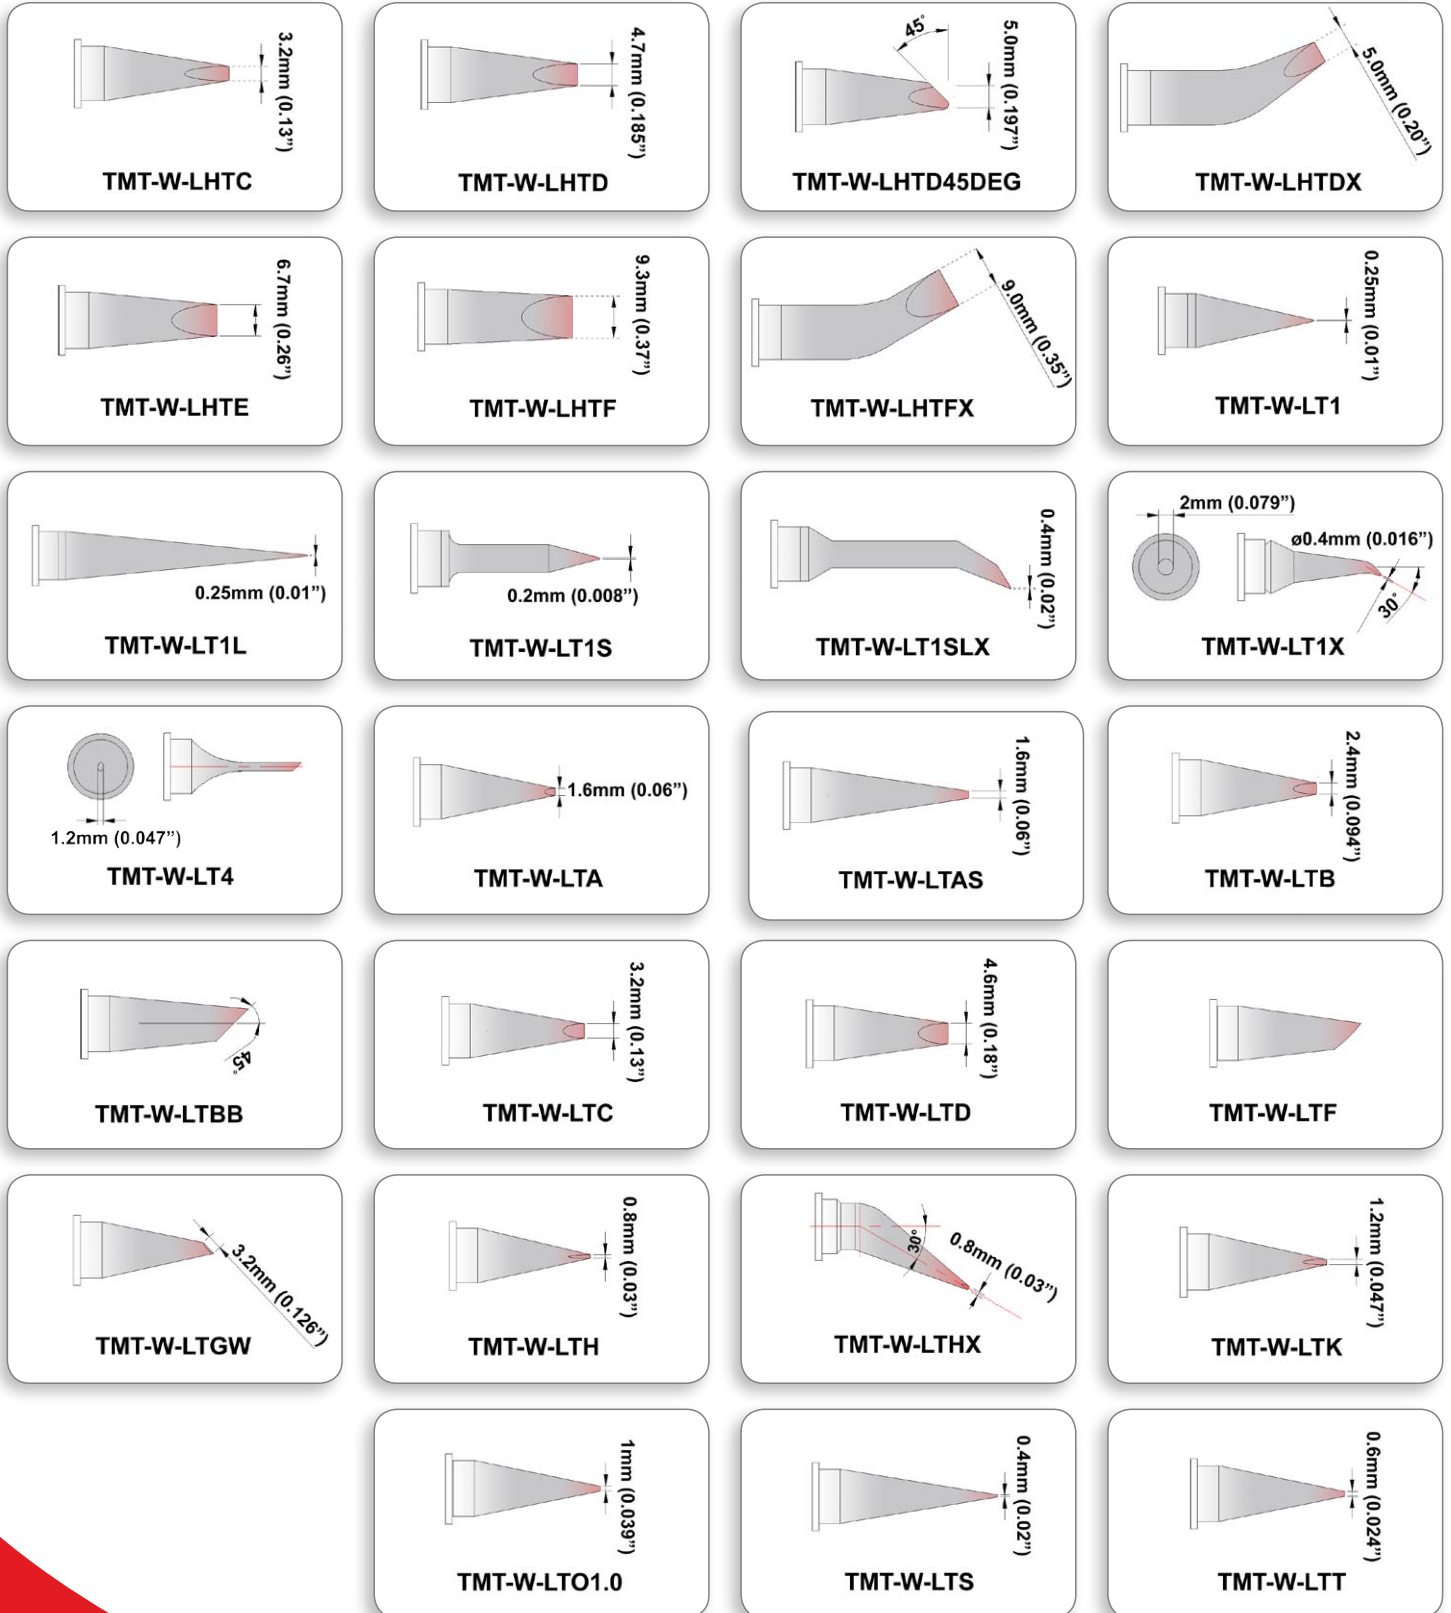 3.2mm (0.13”)
TMT-W-LHTC
4.7mm (0.185”)
TMT-W-LHTD
45°
5.0mm (0.197”)
TMT-W-LHTD45DEG
5.0mm (0.20”)
TMT-W-LHTDX
6.7mm (0.26”)
TMT-W-LHTE
9.3mm (0.37”)
TMT-W-LHTF
9.0mm (0.35”)
TMT-W-LHTFX
0.25mm (0.01”)
TMT-W-LT1
0.25mm (0.01”)
TMT-W-LT1L
0.2mm (0.008”)
TMT-W-LT1S
0.4mm (0.02”)
TMT-W-LT1SLX
2mm (0.079”)
ø0.4mm (0.016”)
30°
TMT-W-LT1X
1.2mm (0.047”)
TMT-W-LT4
1.6mm (0.06”)
TMT-W-LTA
1.6mm (0.06”)
TMT-W-LTAS
2.4mm (0.094”)
TMT-W-LTB
45°
TMT-W-LTBB
3.2mm (0.13”)
TMT-W-LTC
4.6mm (0.18”)
TMT-W-LTD
TMT-W-LTF
3.2mm (0.126”)
TMT-W-LTGW
0.8mm (0.03”)
TMT-W-LTH
30°
0.8mm (0.03”)
TMT-W-LTHX
1.2mm (0.047”)
TMT-W-LTK
1mm (0.039”)
TMT-W-LTO1.0
0.4mm (0.02”)
TMT-W-LTS
0.6mm (0.024”)
TMT-W-LTT